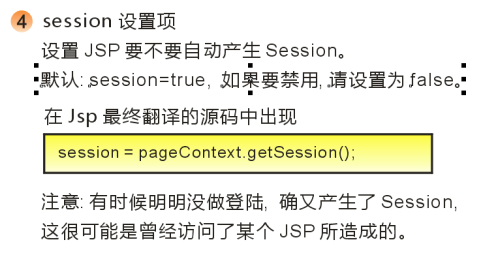 4 session 设置项
设置 JSP 要不要自动产生 Session。
默认: session=true, 如果要禁用,请设置为 false。
在 Jsp 最终翻译的源码中出现
session = pageContext.getSession();
注意: 有时候明明没做登陆, 确又产生了 Session,
这很可能是曾经访问了某个 JSP 所造成的。